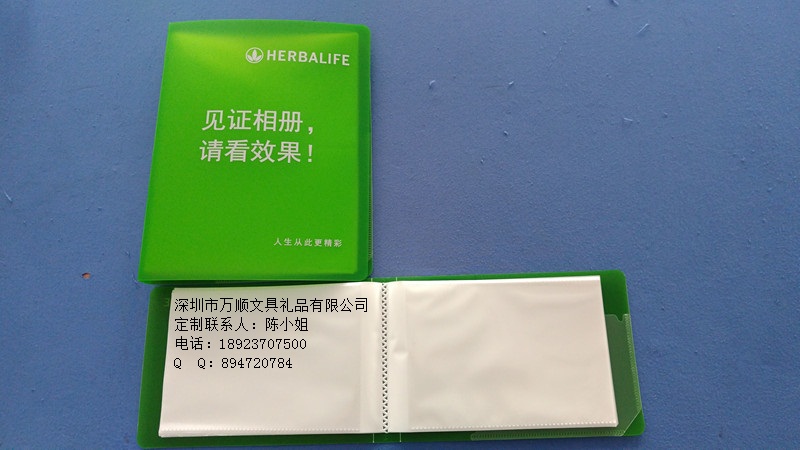 HERBALIFE
见证相册，
请看效果！
人生从此更精彩
深圳市万顺文具礼品有限公司
定制联系人：陈小姐
电话：18923707500
Q Q：894720784